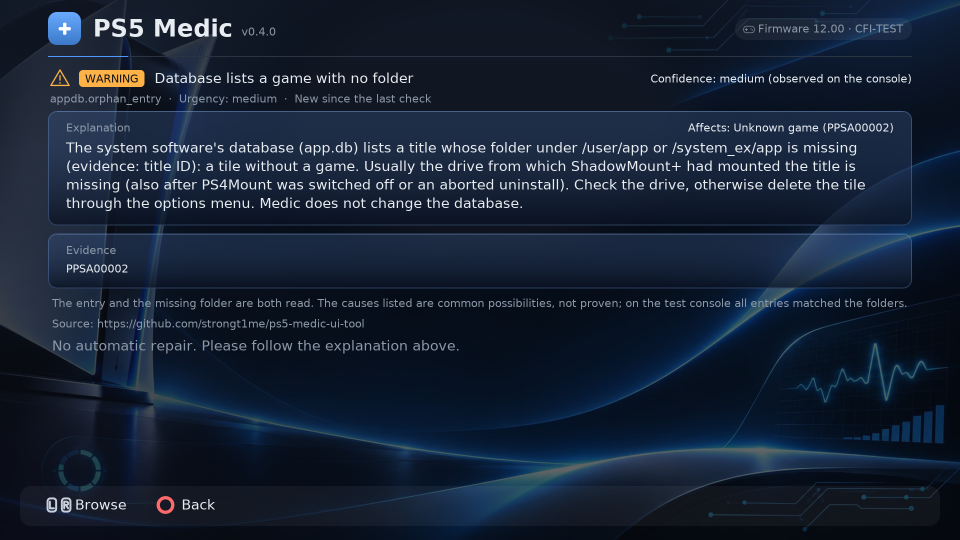 PS5 Medic v0.4.0
Firmware 12.00 · CFI-TEST
WARNING Database lists a game with no folder
Confidence: medium (observed on the console)
appdb.orphan_entry · Urgency: medium · New since the last check
Explanation
Affects: Unknown game (PPSA00002)
The system software's database (app.db) lists a title whose folder under /user/app or /system_ex/app is missing
(evidence: title ID): a tile without a game. Usually the drive from which ShadowMount+ had mounted the title is
missing (also after PS4Mount was switched off or an aborted uninstall). Check the drive, otherwise delete the tile
through the options menu. Medic does not change the database.
Evidence
PPSA00002
The entry and the missing folder are both read. The causes listed are common possibilities, not proven; on the test console all entries matched the folders.
Source: https://github.com/strongt1me/ps5-medic-ui-tool
No automatic repair. Please follow the explanation above.
L R Browse
Back